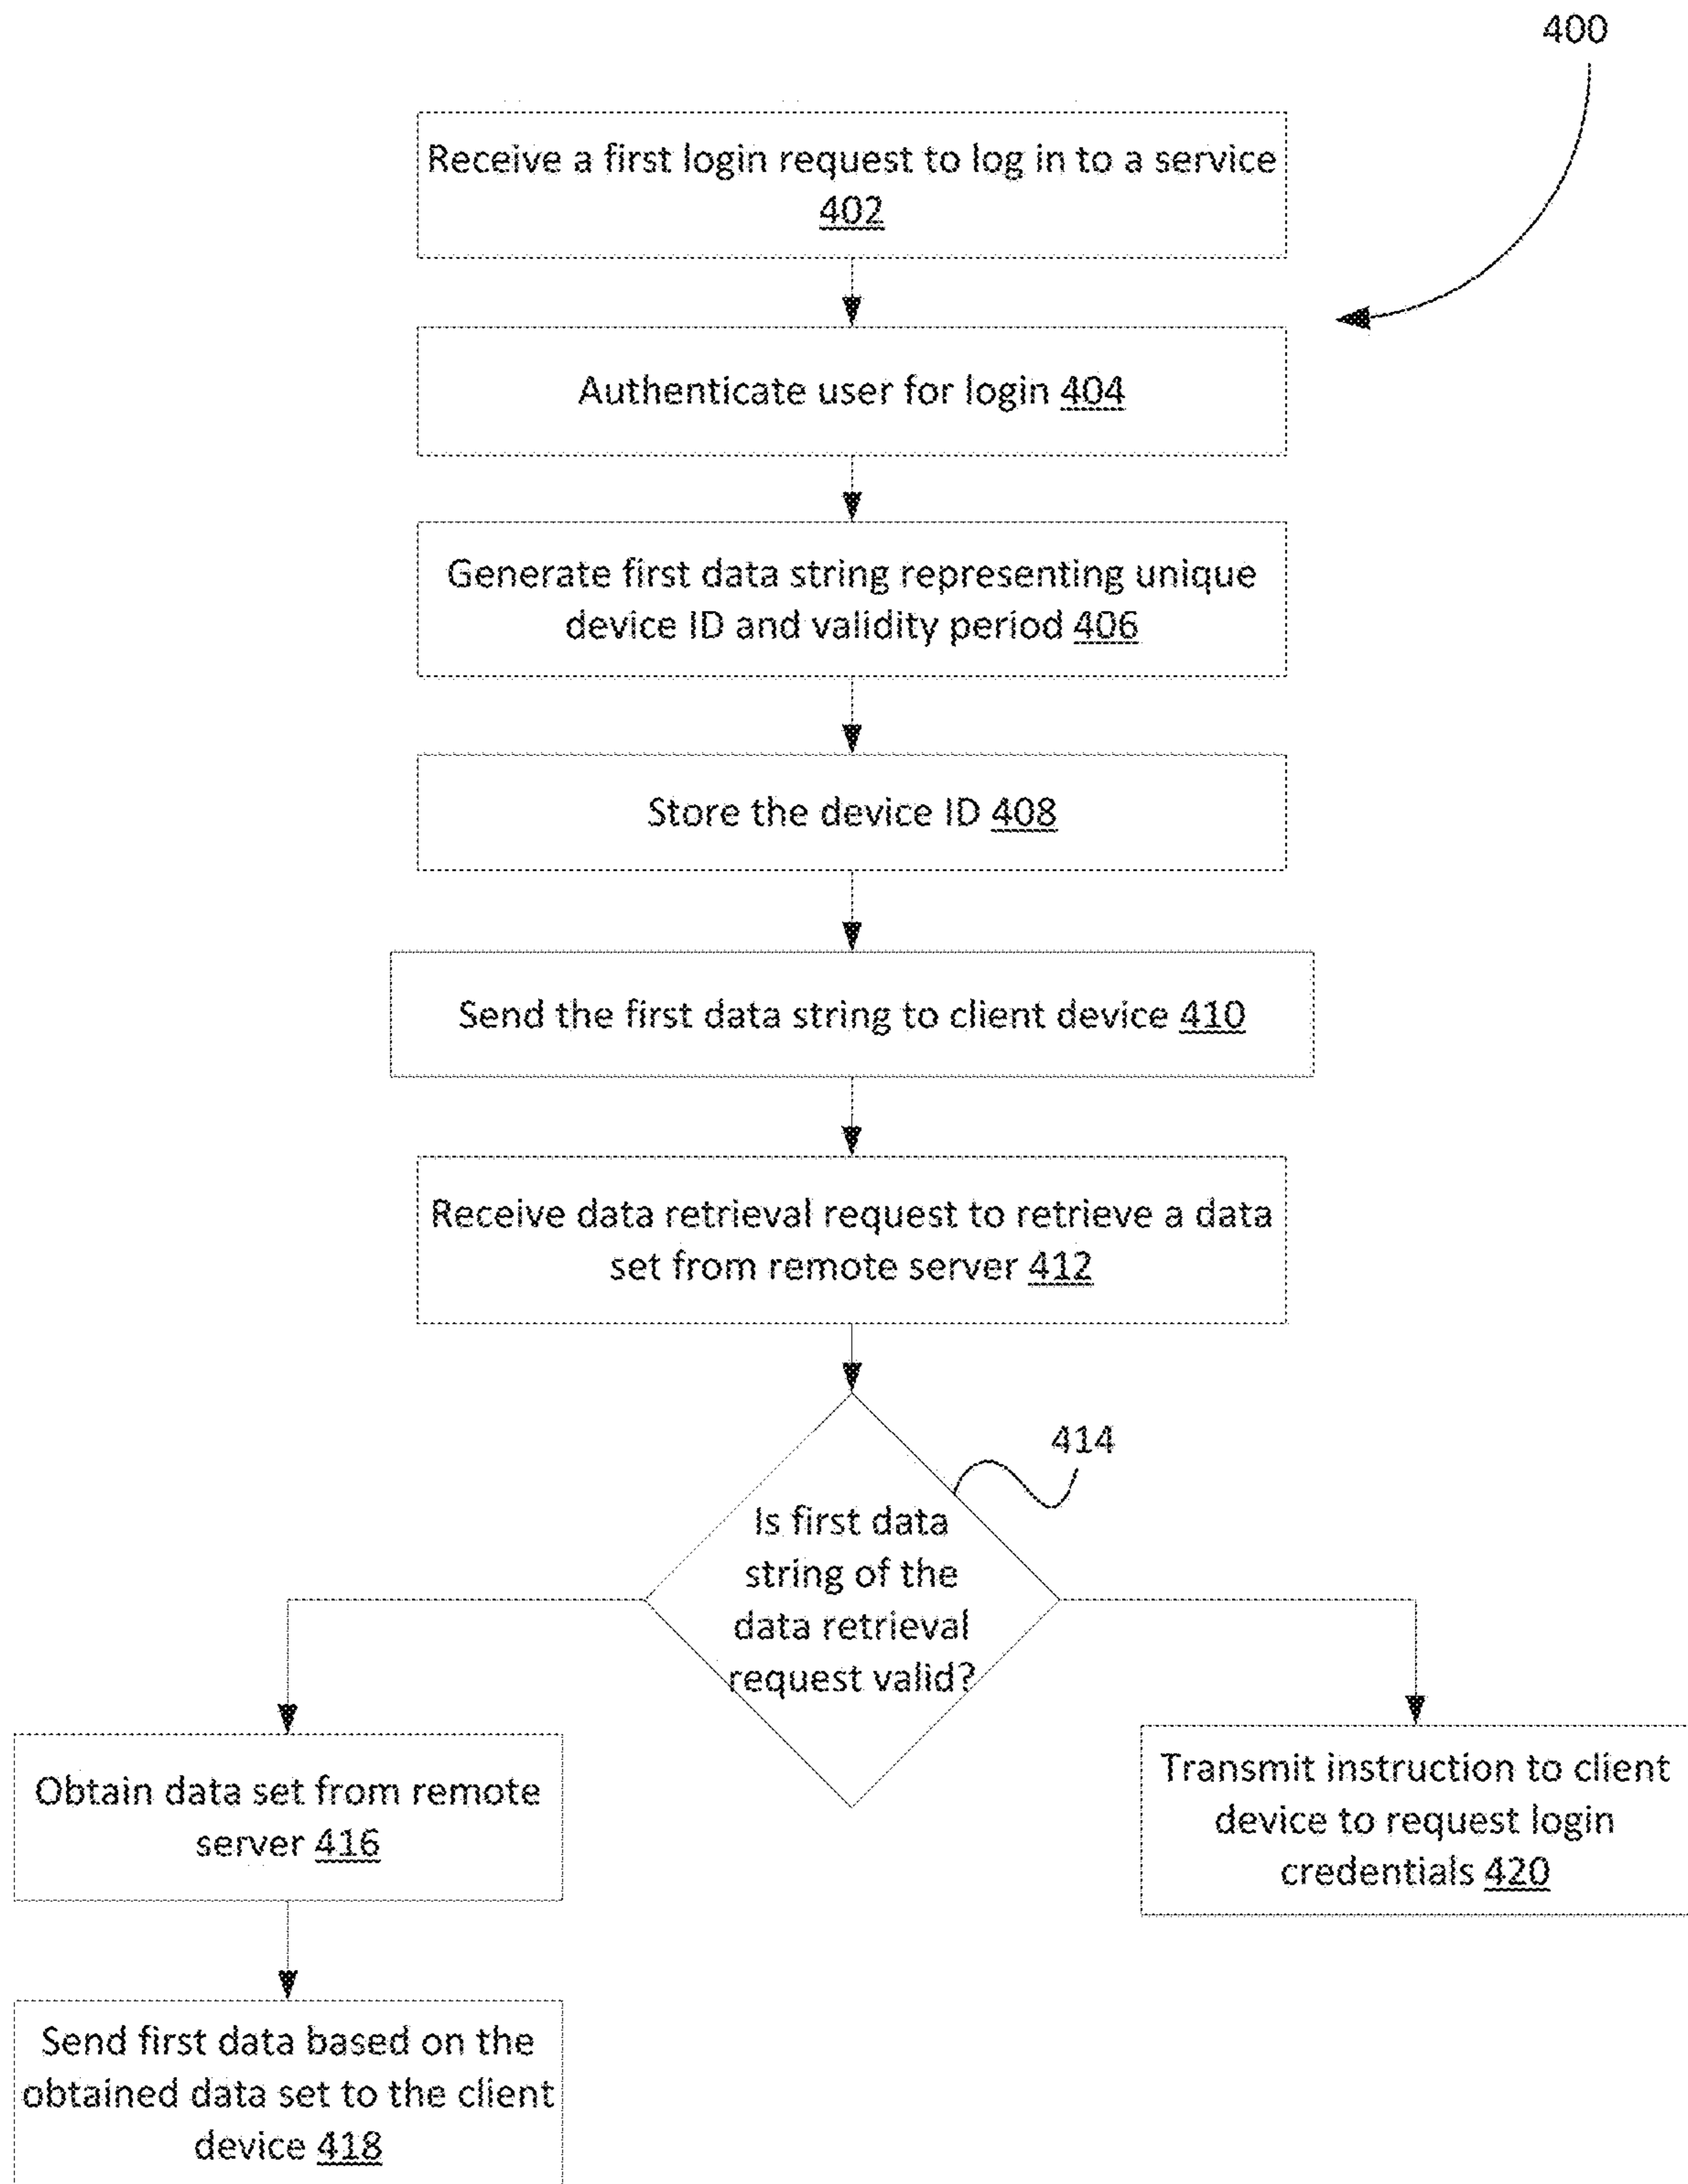 400
Receive a first login request to log in to a service
402
Authenticate user for login 404
Generate first data string representing unique
device ID and validity period 406
Store the device ID 408
Send the first data string to client device 410
Receive data retrieval request to retrieve a data
set from remote server 412
414
Is first data
string of the
data retrieval
request valid?
Obtain data set from remote
server 416
Transmit instruction to client
device to request login
credentials 420
Send first data based on the
obtained data set to the client
device 418